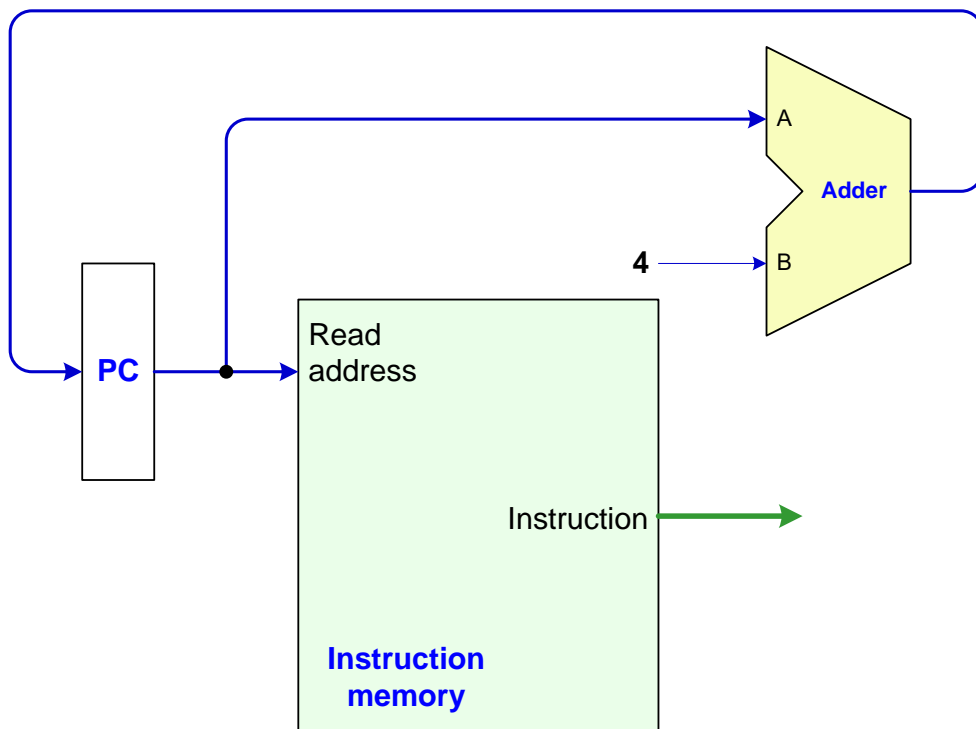 A
Adder
4
B
PC
Read
address
Instruction
Instruction
memory